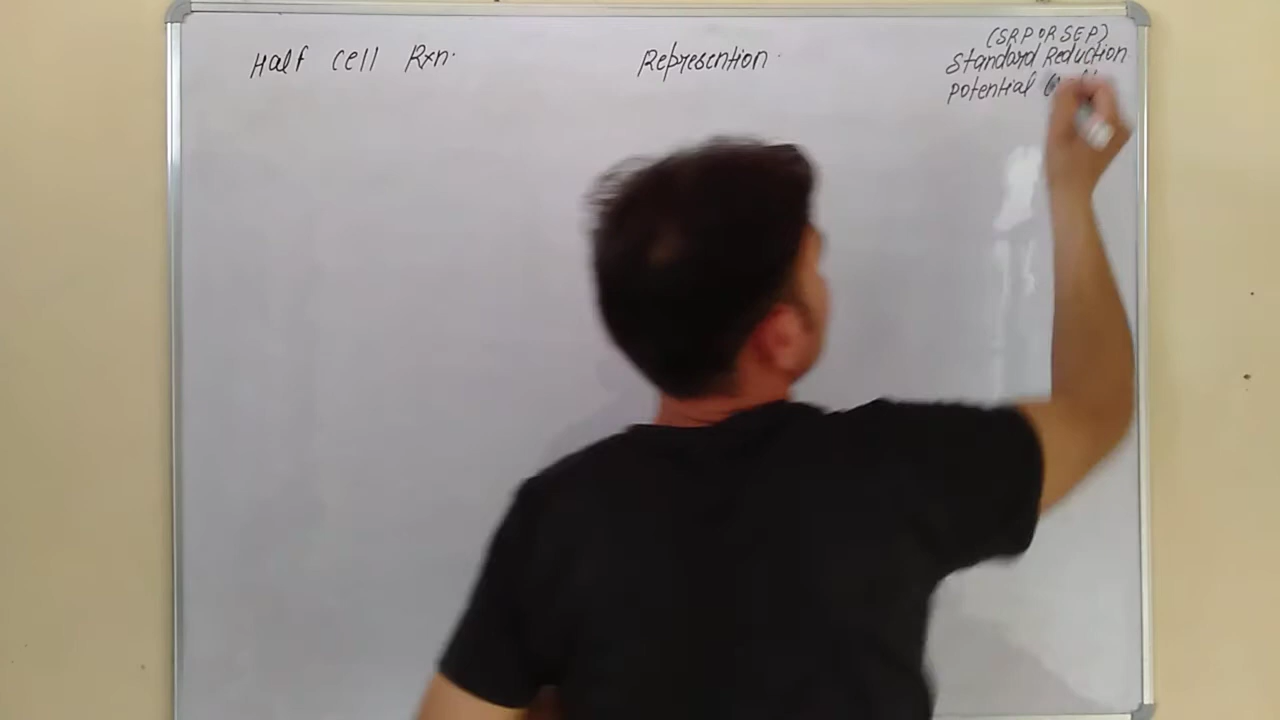 Half cell Rxn.
Represention.
(SRP OR SEP)
Standard Reduction
potential